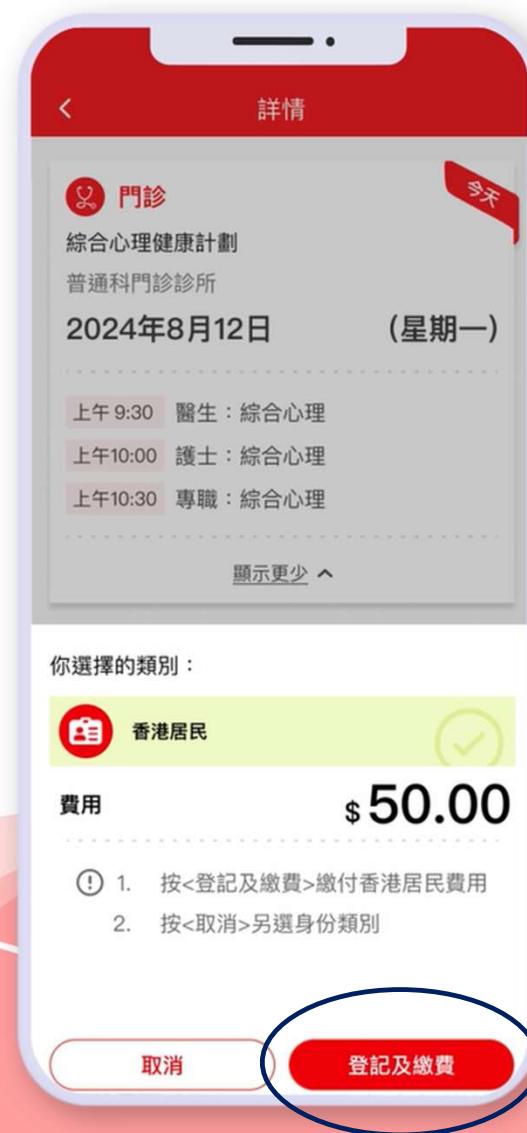 詳情
門診
今天
綜合心理健康計劃
普通科門診診所
2024年8月12日 (星期一)
上午 9:30 醫生：綜合心理
上午10:00 護士：綜合心理
上午10:30 專職：綜合心理
顯示更少
你選擇的類別：
香港居民
費用 $50.00
1. 按<登記及繳費>繳付香港居民費用
2. 按<取消>另選身份類別
取消 登記及繳費